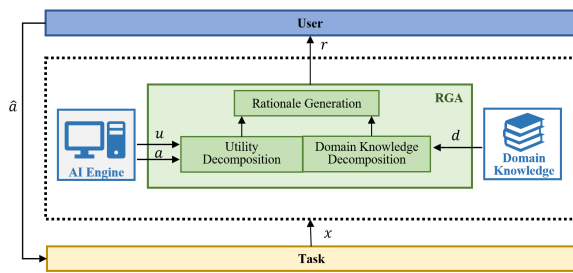 User
r
â
RGA
Rationale Generation
u
a
Utility
Decomposition
Domain Knowledge
Decomposition
d
AI Engine
Domain
Knowledge
x
Task